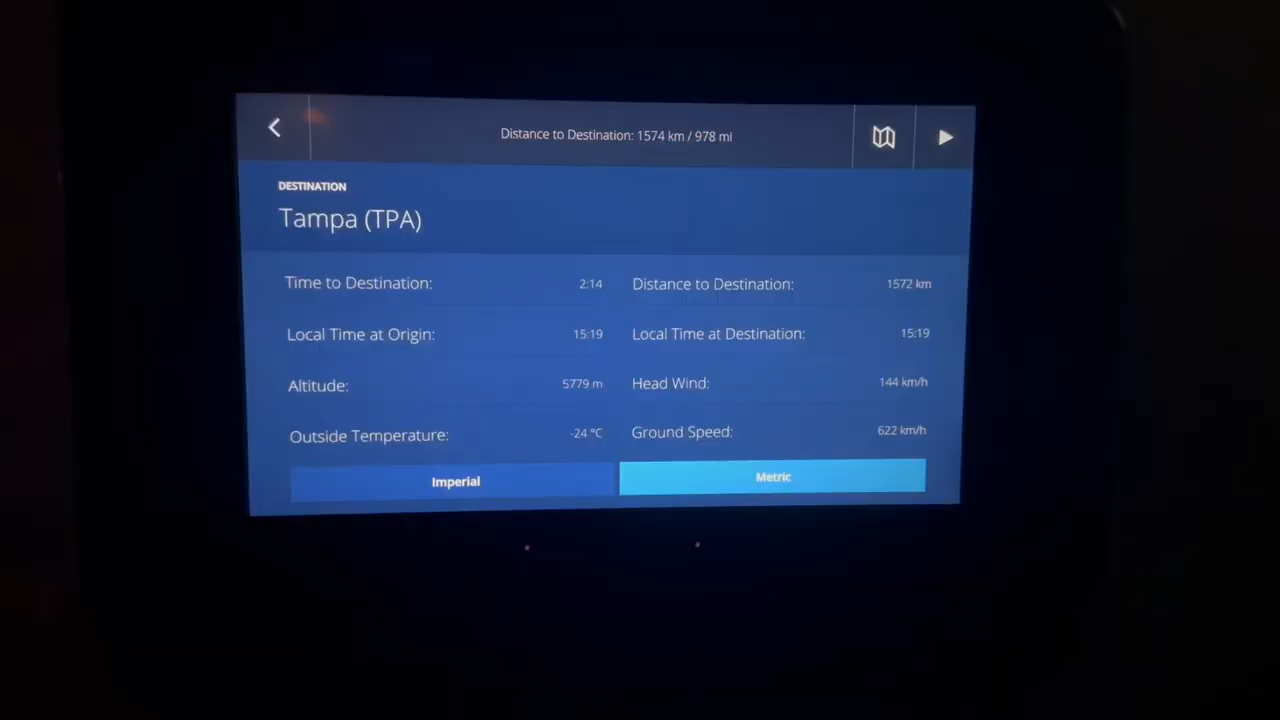 Distance to Destination: 1574 km / 978 mi
DESTINATION
Tampa (TPA)
Time to Destination: 2:14 Distance to Destination: 1572 km
Local Time at Origin: 15:19 Local Time at Destination: 15:19
Altitude: 5779 m Head Wind: 144 km/h
Outside Temperature: -24 °C Ground Speed: 622 km/h
Imperial Metric